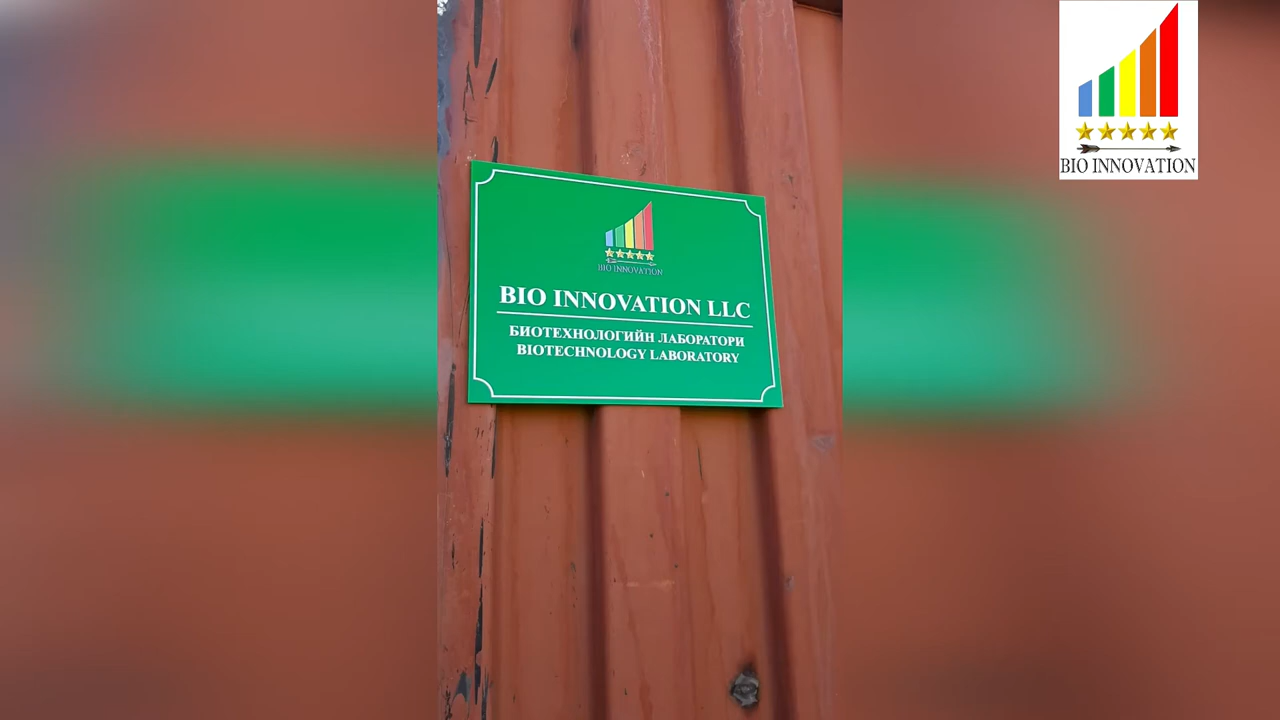 BIO INNOVATION
BIO INNOVATION
BIO INNOVATION LLC
БИОТЕХНОЛОГИЙН ЛАБОРАТОРИ
BIOTECHNOLOGY LABORATORY